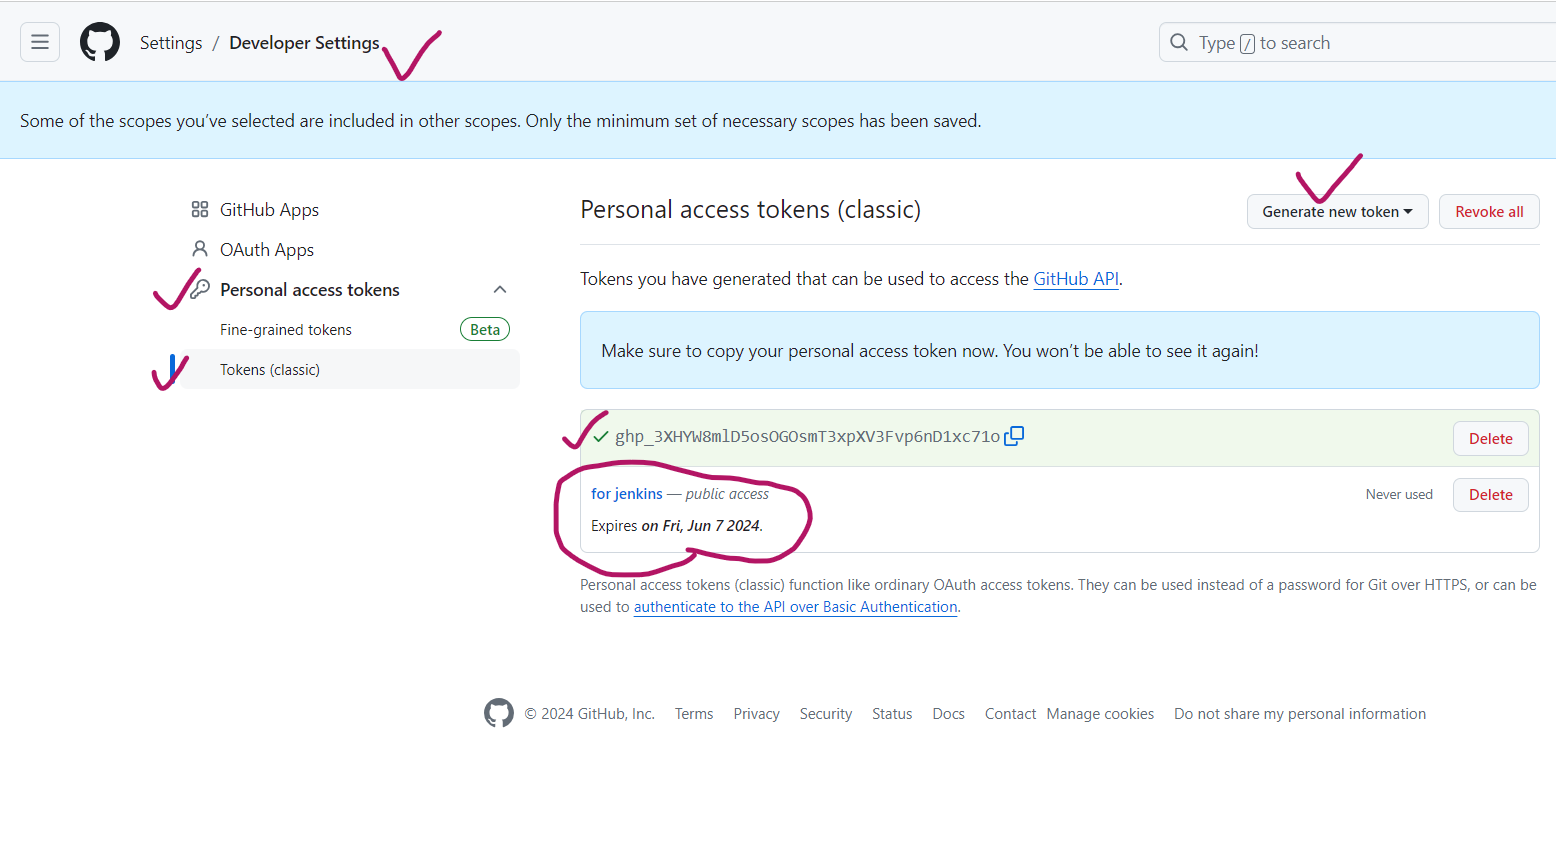 Settings / Developer Settings
Type / to search
Some of the scopes you've selected are included in other scopes. Only the minimum set of necessary scopes has been saved.
GitHub Apps
OAuth Apps
Personal access tokens
Fine-grained tokens Beta
Tokens (classic)
Personal access tokens (classic)
Generate new token Revoke all
Tokens you have generated that can be used to access the GitHub API.
Make sure to copy your personal access token now. You won't be able to see it again!
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 Delete
for jenkins — public access Never used Delete
Expires on Fri, Jun 7 2024.
Personal access tokens (classic) function like ordinary OAuth access tokens. They can be used instead of a password for Git over HTTPS, or can be
used to authenticate to the API over Basic Authentication.
© 2024 GitHub, Inc. Terms Privacy Security Status Docs Contact Manage cookies Do not share my personal information